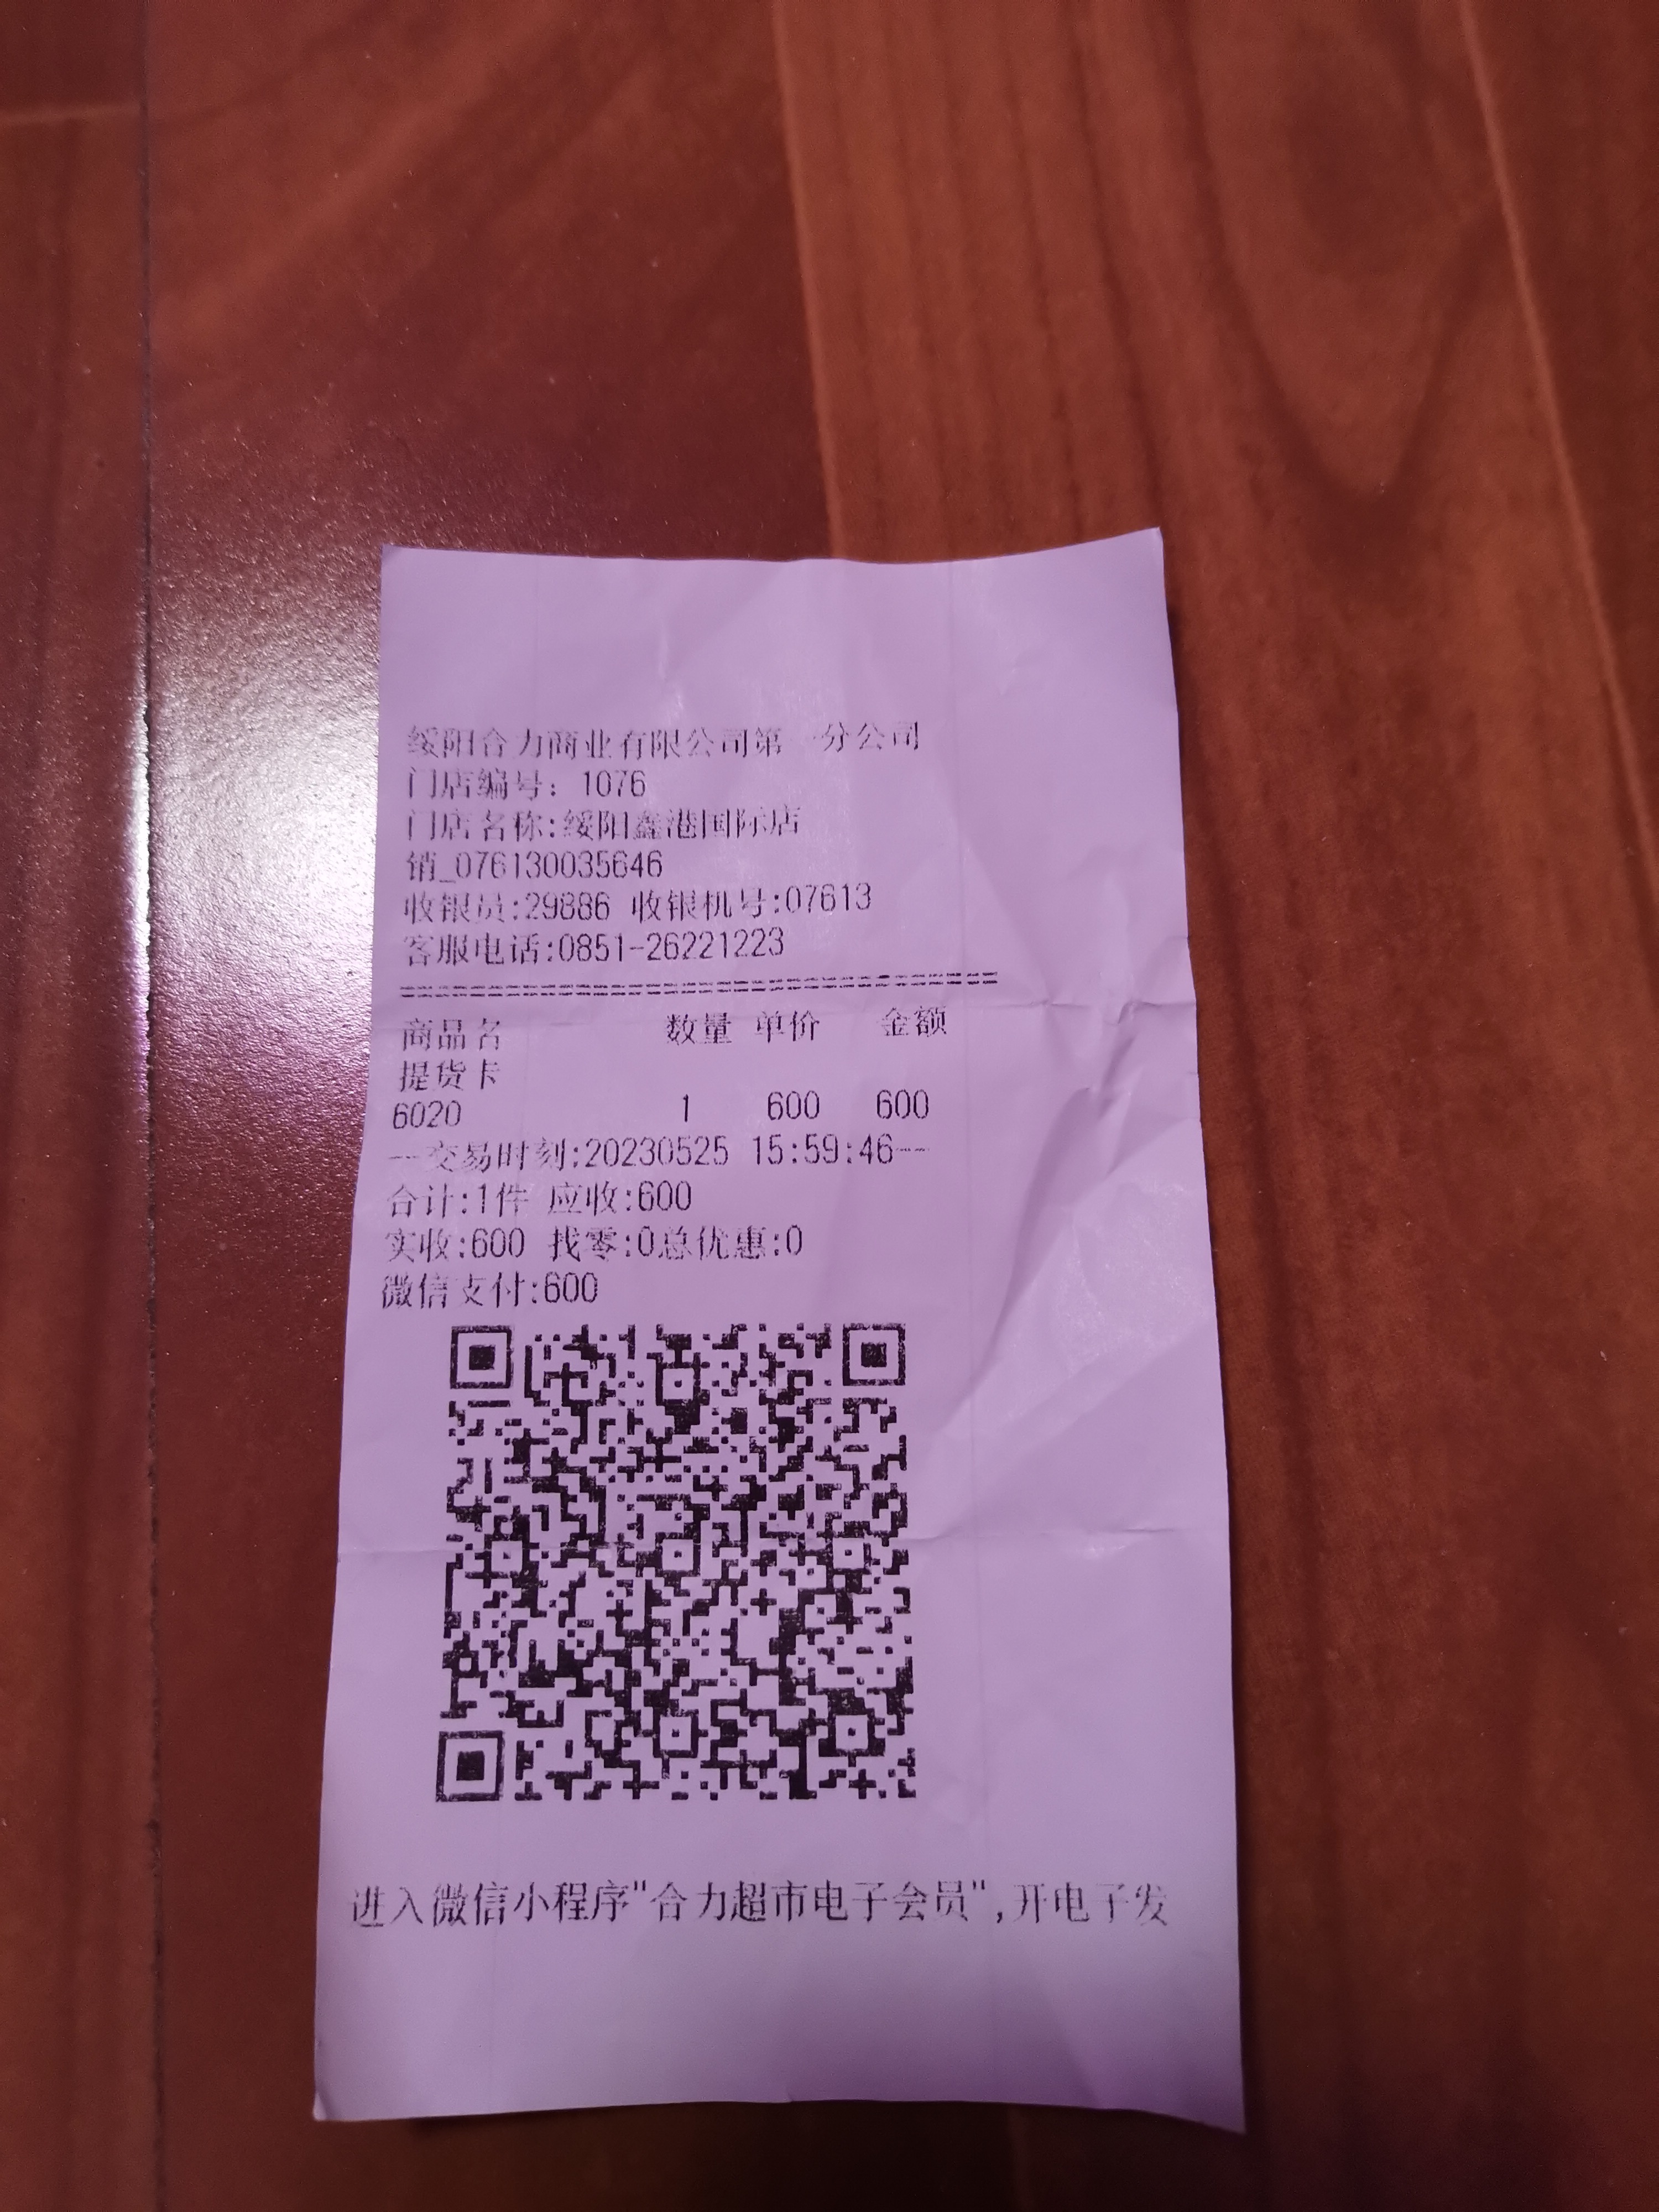 绥阳合力商业有限公司第一分公司
门店编号：1076
门店名称:绥阳鑫港国际店
销_076130035646
收银员:29886 收银机号:07613
客服电话:0851-26221223
商品名 数量 单价 金额
提货卡
6020 1 600 600
--交易时刻:20230525 15:59:46--
合计:1件 应收:600
实收:600 找零:0总优惠:0
微信支付:600
进入微信小程序"合力超市电子会员",开电子发